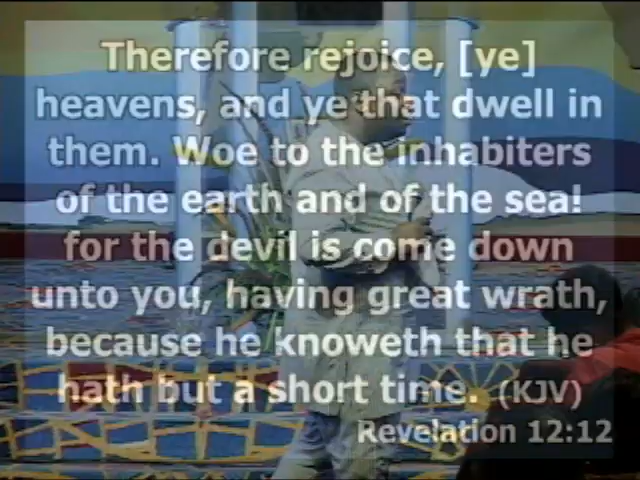 Therefore rejoice, [ye]
heavens, and ye that dwell in
them. Woe to the inhabiters
of the earth and of the sea!
for the devil is come down
unto you, having great wrath,
because he knoweth that he
hath but a short time. (KJV)
Revelation 12:12